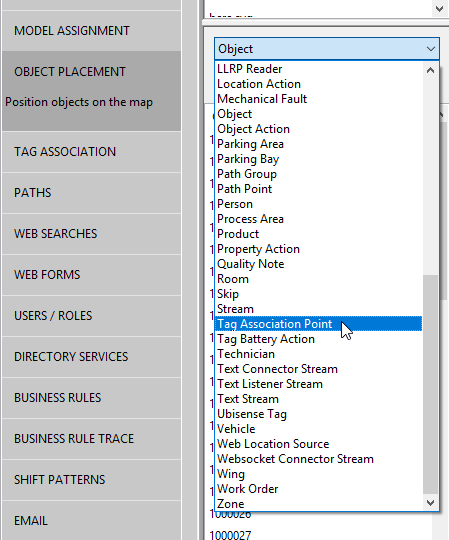 MODEL ASSIGNMENT
OBJECT PLACEMENT
Position objects on the map
TAG ASSOCIATION
PATHS
WEB SEARCHES
WEB FORMS
USERS / ROLES
DIRECTORY SERVICES
BUSINESS RULES
BUSINESS RULE TRACE
SHIFT PATTERNS
EMAIL
Object
LLRP Reader
Location Action
Mechanical Fault
Object
Object Action
Parking Area
Parking Bay
Path Group
Path Point
Person
Process Area
Product
Property Action
Quality Note
Room
Skip
Stream
Tag Association Point
Tag Battery Action
Technician
Text Connector Stream
Text Listener Stream
Text Stream
Ubisense Tag
Vehicle
Web Location Source
Websocket Connector Stream
Wing
Work Order
Zone
1000026
1000027